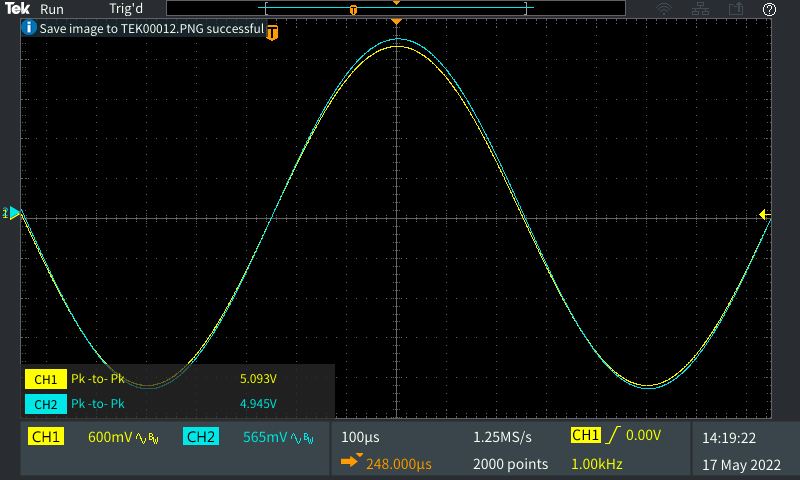 Tek Run Trig'd
Save image to TEK00012.PNG successful
CH1 Pk -to- Pk 5.093V
CH2 Pk -to- Pk 4.945V
CH1 600mV CH2 565mV 100µs 1.25MS/s CH1 0.00V 14:19:22
248.000µs 2000 points 1.00kHz 17 May 2022